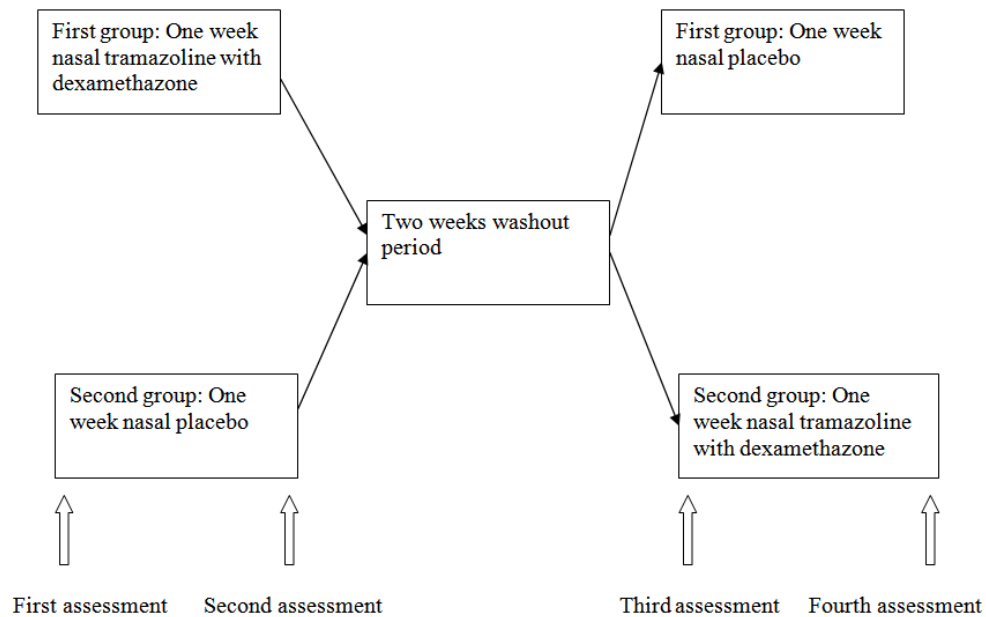 First group: One week
nasal tramazoline with
dexamethazone
First group: One week
nasal placebo
Two weeks washout
period
Second group: One
week nasal placebo
Second group: One
week nasal tramazoline
with dexamethazone
First assessment
Second assessment
Third assessment
Fourth assessment